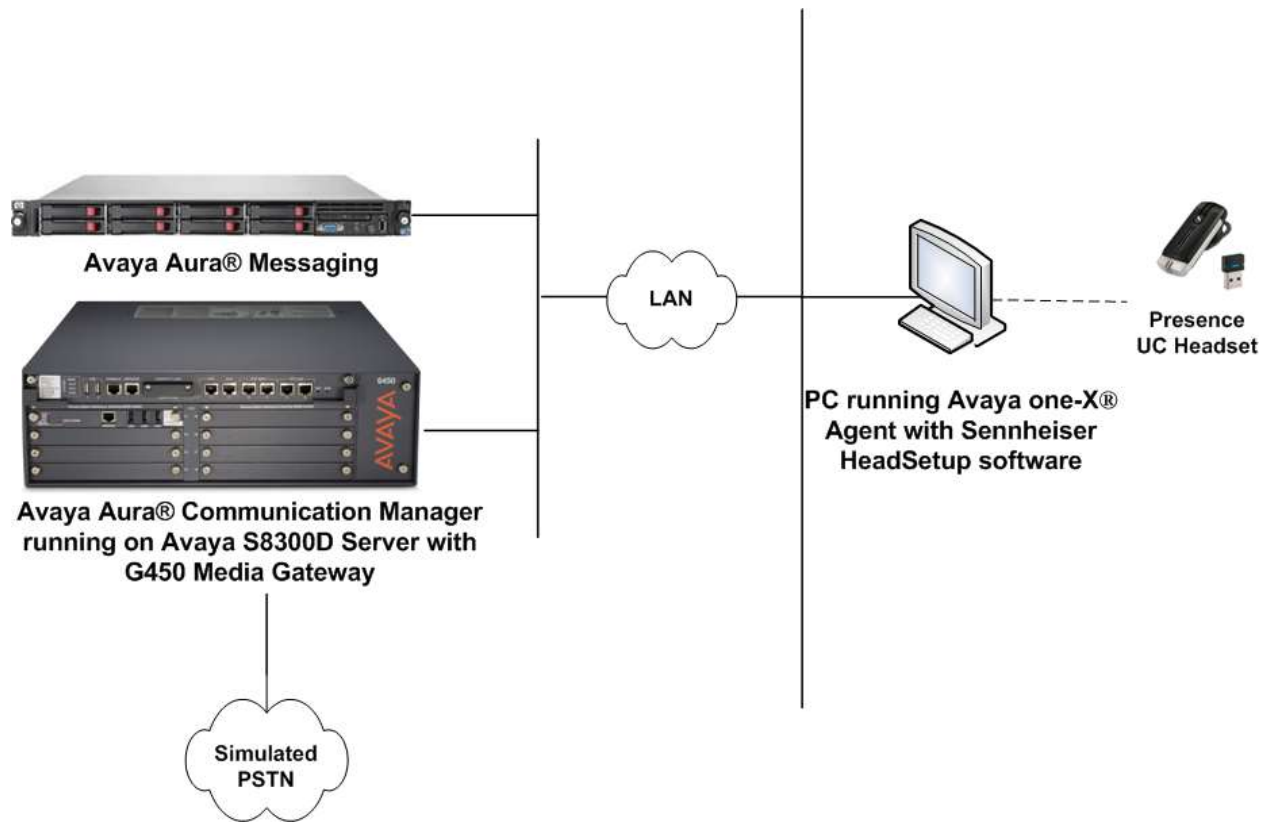 Avaya Aura® Messaging
G450
AVAYA
Avaya Aura® Communication Manager
running on Avaya S8300D Server with
G450 Media Gateway
Simulated
PSTN
LAN
PC running Avaya one-X®
Agent with Sennheiser
HeadSetup software
Presence
UC Headset